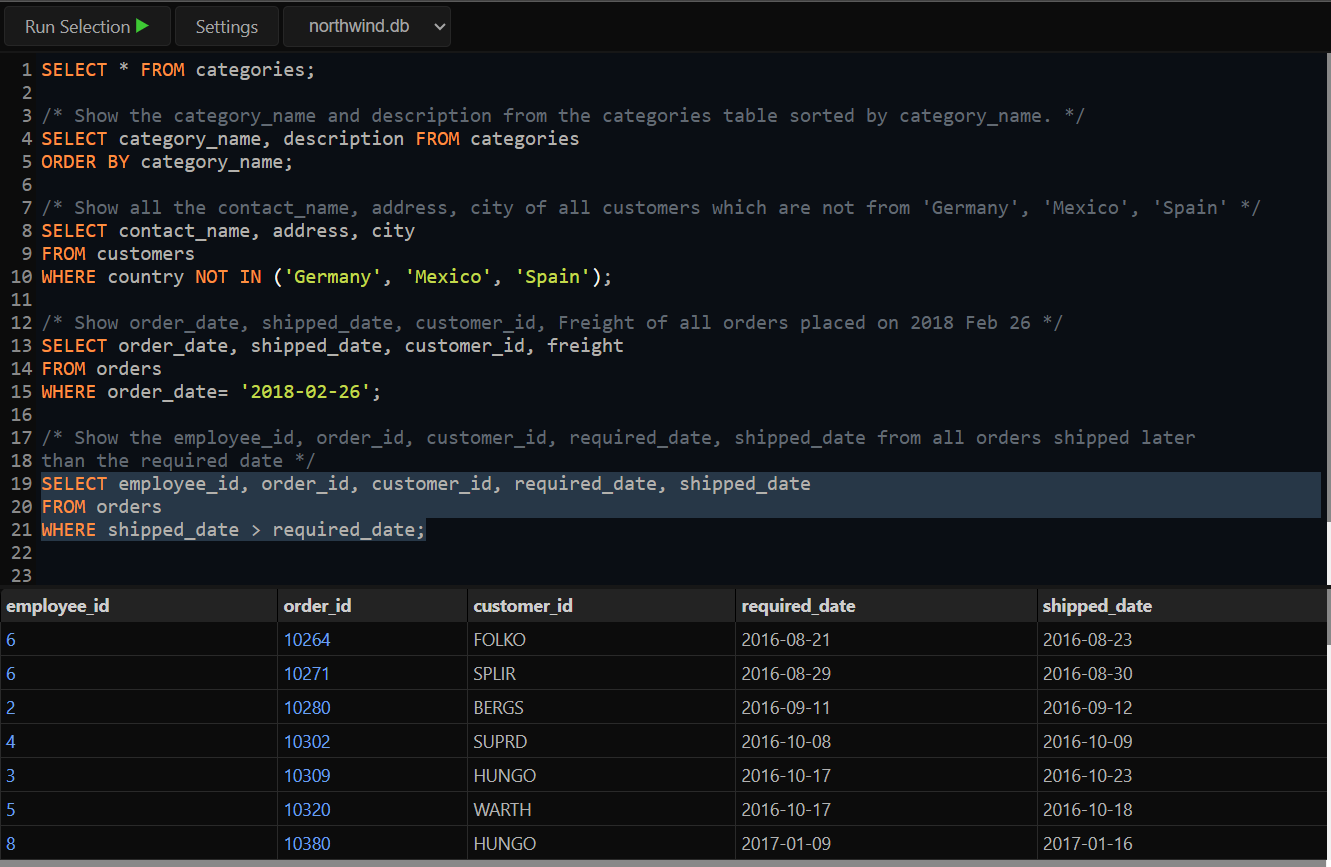 Run Selection Settings northwind.db
1 SELECT * FROM categories;
2
3 /* Show the category_name and description from the categories table sorted by category_name. */
4 SELECT category_name, description FROM categories
5 ORDER BY category_name;
6
7 /* Show all the contact_name, address, city of all customers which are not from 'Germany', 'Mexico', 'Spain' */
8 SELECT contact_name, address, city
9 FROM customers
10 WHERE country NOT IN ('Germany', 'Mexico', 'Spain');
11
12 /* Show order_date, shipped_date, customer_id, Freight of all orders placed on 2018 Feb 26 */
13 SELECT order_date, shipped_date, customer_id, freight
14 FROM orders
15 WHERE order_date= '2018-02-26';
16
17 /* Show the employee_id, order_id, customer_id, required_date, shipped_date from all orders shipped later
18 than the required date */
19 SELECT employee_id, order_id, customer_id, required_date, shipped_date
20 FROM orders
21 WHERE shipped_date > required_date;
22
23
employee_id order_id customer_id required_date shipped_date
6 10264 FOLKO 2016-08-21 2016-08-23
6 10271 SPLIR 2016-08-29 2016-08-30
2 10280 BERGS 2016-09-11 2016-09-12
4 10302 SUPRD 2016-10-08 2016-10-09
3 10309 HUNGO 2016-10-17 2016-10-23
5 10320 WARTH 2016-10-17 2016-10-18
8 10380 HUNGO 2017-01-09 2017-01-16